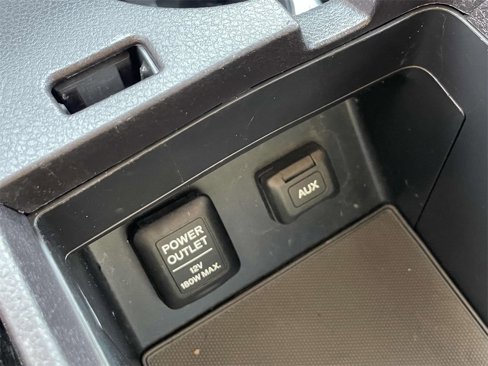 POWER
OUTLET
12V
180W MAX.
AUX